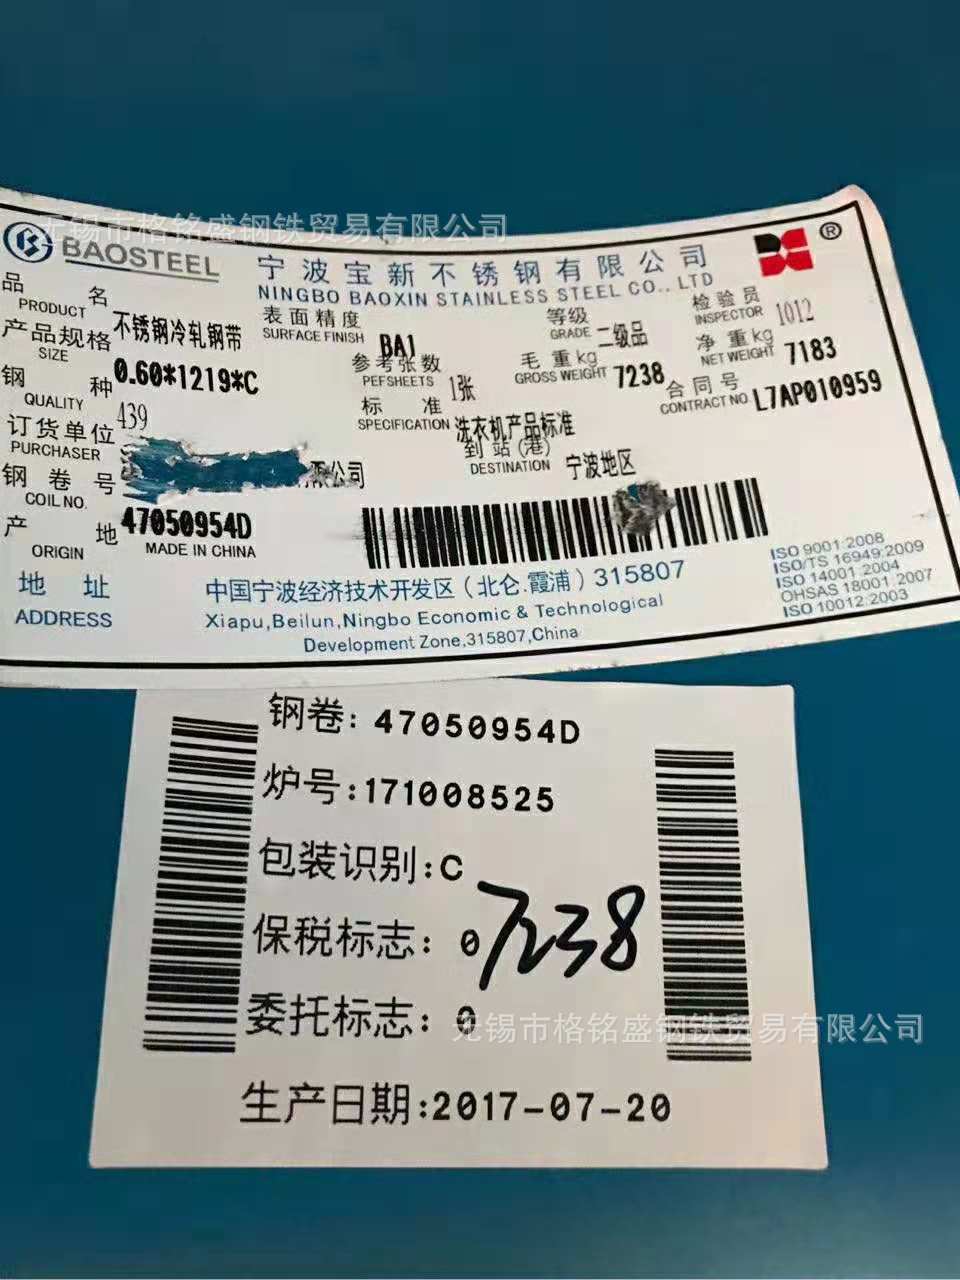 无锡市格铭盛钢铁贸易有限公司
BAOSTEEL
宁波宝新不锈钢有限公司 ®
NINGBO BAOXIN STAINLESS STEEL CO., LTD
品 名 不锈钢冷轧钢带
PRODUCT
表面精度 BA1
SURFACE FINISH
等级 二级品
GRADE
检验员 1012
INSPECTOR
产品规格 0.60*1219*C
SIZE
参考张数 1张
PEFSHEETS
毛重kg 7238
GROSS WEIGHT
净重kg 7183
NET WEIGHT
钢 种 439
QUALITY
标 准 洗衣机产品标准
SPECIFICATION
合同号 L7AP010959
CONTRACT NO
订货单位 限公司
PURCHASER
到站(港) 宁波地区
DESTINATION
钢卷号 47050954D
COIL NO.
产 地 MADE IN CHINA
ORIGIN
地 址 中国宁波经济技术开发区（北仑.霞浦）315807
ADDRESS Xiapu,Beilun,Ningbo Economic & Technological
Development Zone,315807,China
ISO 9001:2008
ISO/TS 16949:2009
ISO 14001:2004
OHSAS 18001:2007
ISO 10012:2003
钢卷: 47050954D
炉号:171008525
包装识别:C
7238
保税标志: 0
委托标志: 0
无锡市格铭盛钢铁贸易有限公司
生产日期:2017-07-20